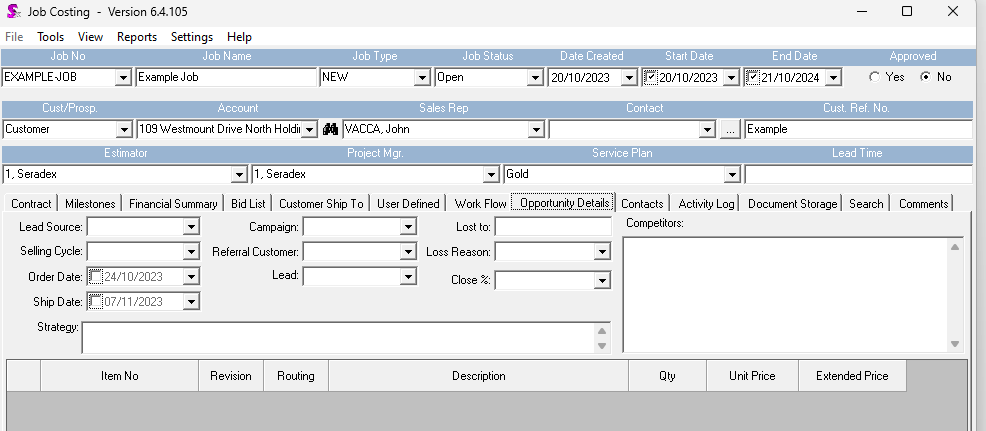 Job Costing - Version 6.4.105
File Tools View Reports Settings Help
Job No Job Name Job Type Job Status Date Created Start Date End Date Approved
EXAMPLE-JOB Example Job NEW Open 20/10/2023 20/10/2023 21/10/2024 Yes No
Cust/Prosp. Account Sales Rep Contact Cust. Ref. No.
Customer 109 Westmount Drive North Holdin VACCA, John ... Example
Estimator Project Mgr. Service Plan Lead Time
1, Seradex 1, Seradex Gold
Contract Milestones Financial Summary Bid List Customer Ship To User Defined Work Flow Opportunity Details Contacts Activity Log Document Storage Search Comments
Lead Source: Campaign: Lost to: Competitors:
Selling Cycle: Referral Customer: Loss Reason:
Order Date: 24/10/2023 Lead: Close %:
Ship Date: 07/11/2023
Strategy:
Item No Revision Routing Description Qty Unit Price Extended Price